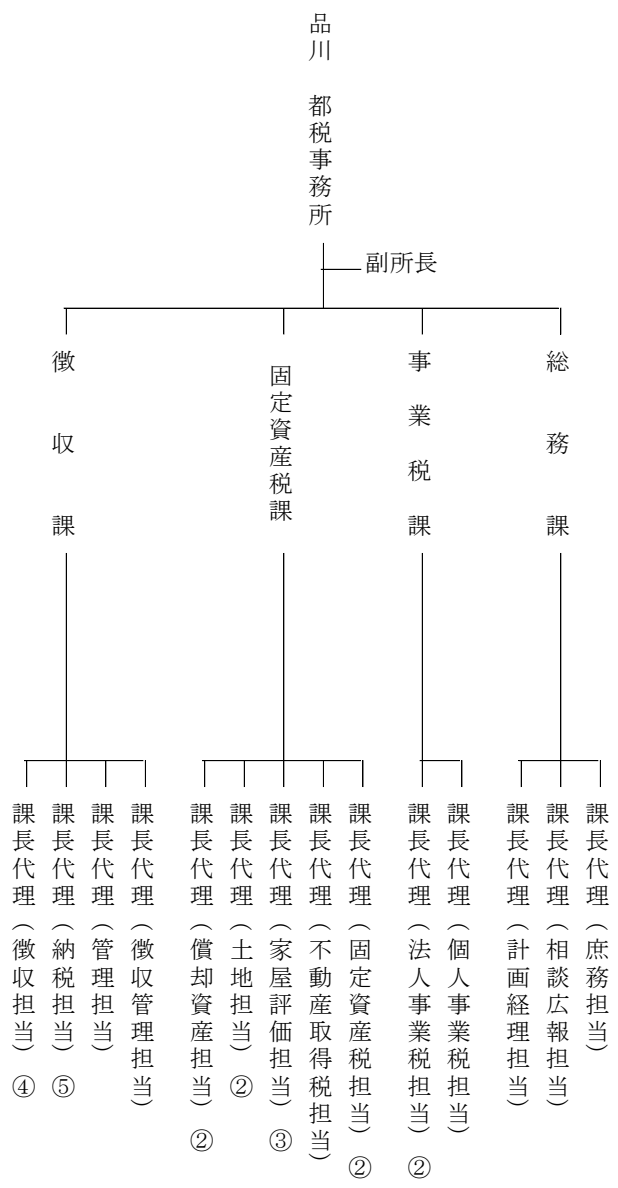 品川 都税事務所
副所長
総務課
事業税課
固定資産税課
徴収課
課長代理(庶務担当)
課長代理(相談広報担当)
課長代理(計画経理担当)
課長代理(個人事業税担当)
課長代理(法人事業税担当)②
課長代理(固定資産税担当)②
課長代理(不動産取得税担当)
課長代理(家屋評価担当)③
課長代理(土地担当)②
課長代理(償却資産担当)②
課長代理(徴収管理担当)
課長代理(管理担当)
課長代理(納税担当)⑤
課長代理(徴収担当)④